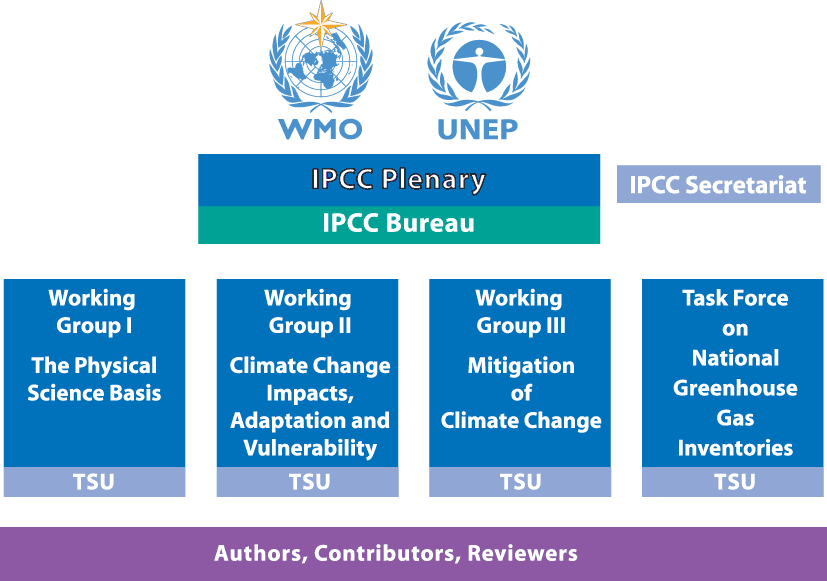 WMO
UNEP
IPCC Plenary
IPCC Secretariat
IPCC Bureau
Working
Group I
The Physical
Science Basis
TSU
Working
Group II
Climate Change
Impacts,
Adaptation and
Vulnerability
TSU
Working
Group III
Mitigation
of
Climate Change
TSU
Task Force
on
National
Greenhouse
Gas
Inventories
TSU
Authors, Contributors, Reviewers